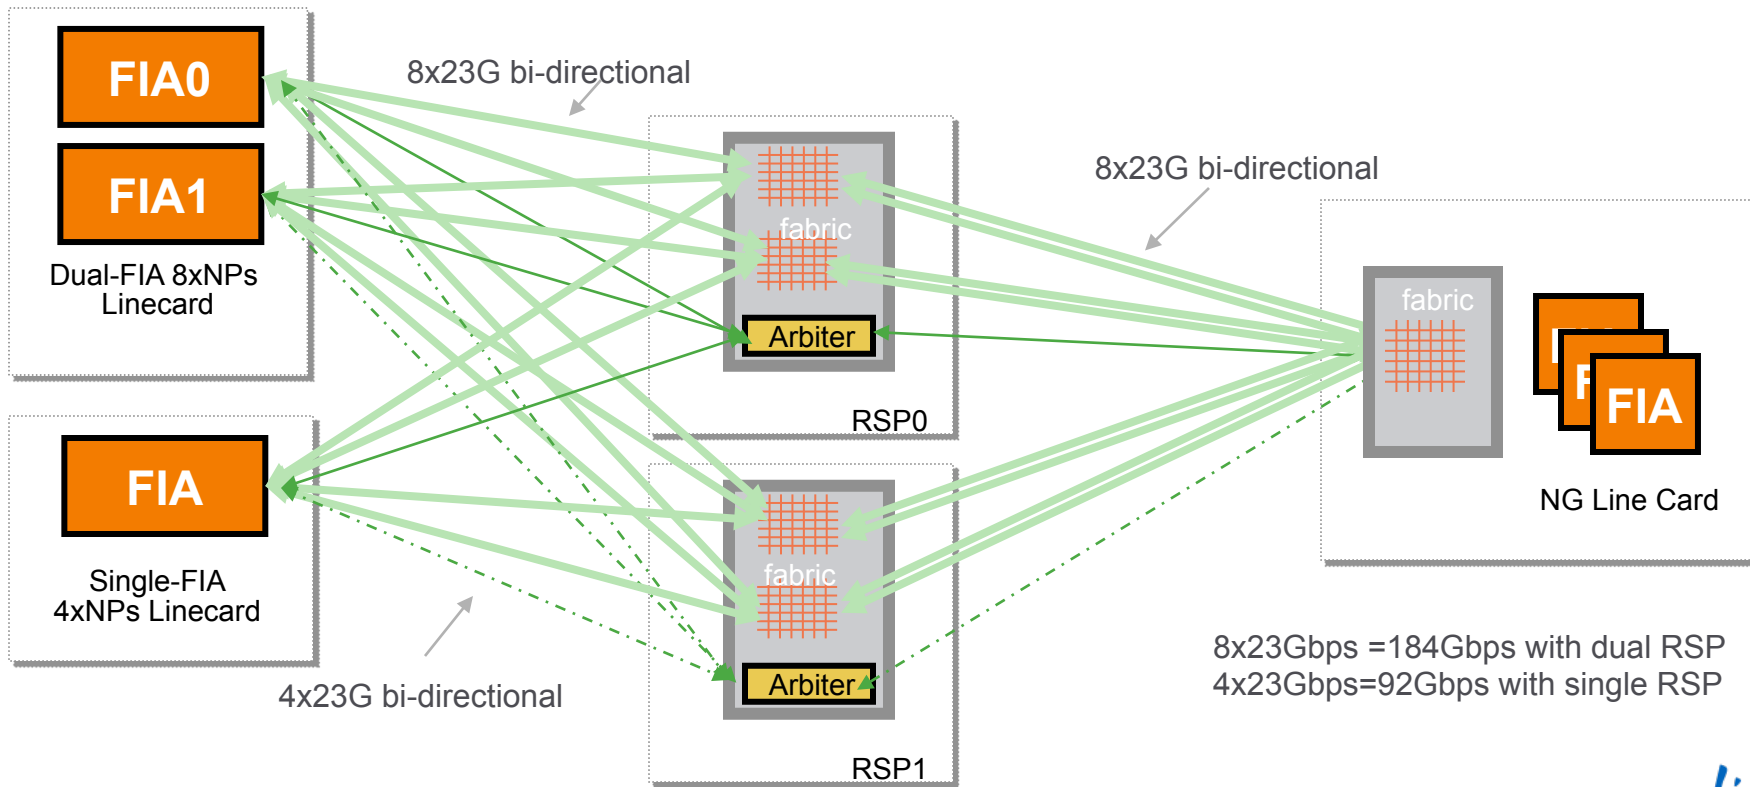 FIA0
FIA1
Dual-FIA 8xNPs
Linecard
FIA
Single-FIA
4xNPs Linecard
8x23G bi-directional
4x23G bi-directional
fabric
Arbiter
RSP0
fabric
Arbiter
RSP1
8x23G bi-directional
fabric
FIA
NG Line Card
8x23Gbps =184Gbps with dual RSP
4x23Gbps=92Gbps with single RSP